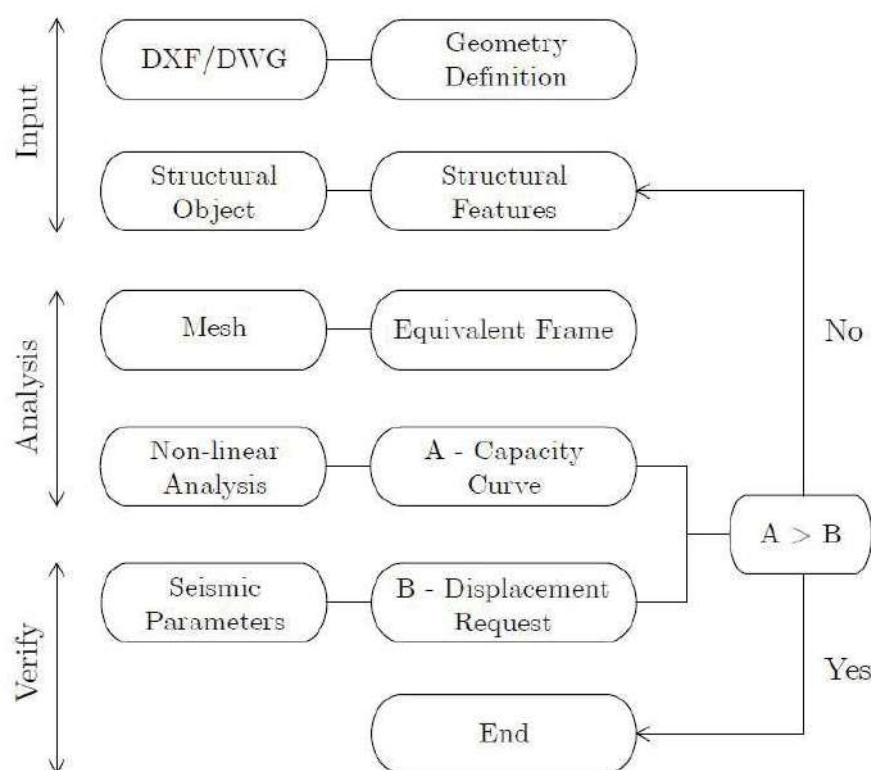 Input
DXF/DWG
Geometry
Definition
Structural
Object
Structural
Features
Analysis
Mesh
Equivalent Frame
No
Non-linear
Analysis
A - Capacity
Curve
A > B
Verify
Seismic
Parameters
B - Displacement
Request
Yes
End